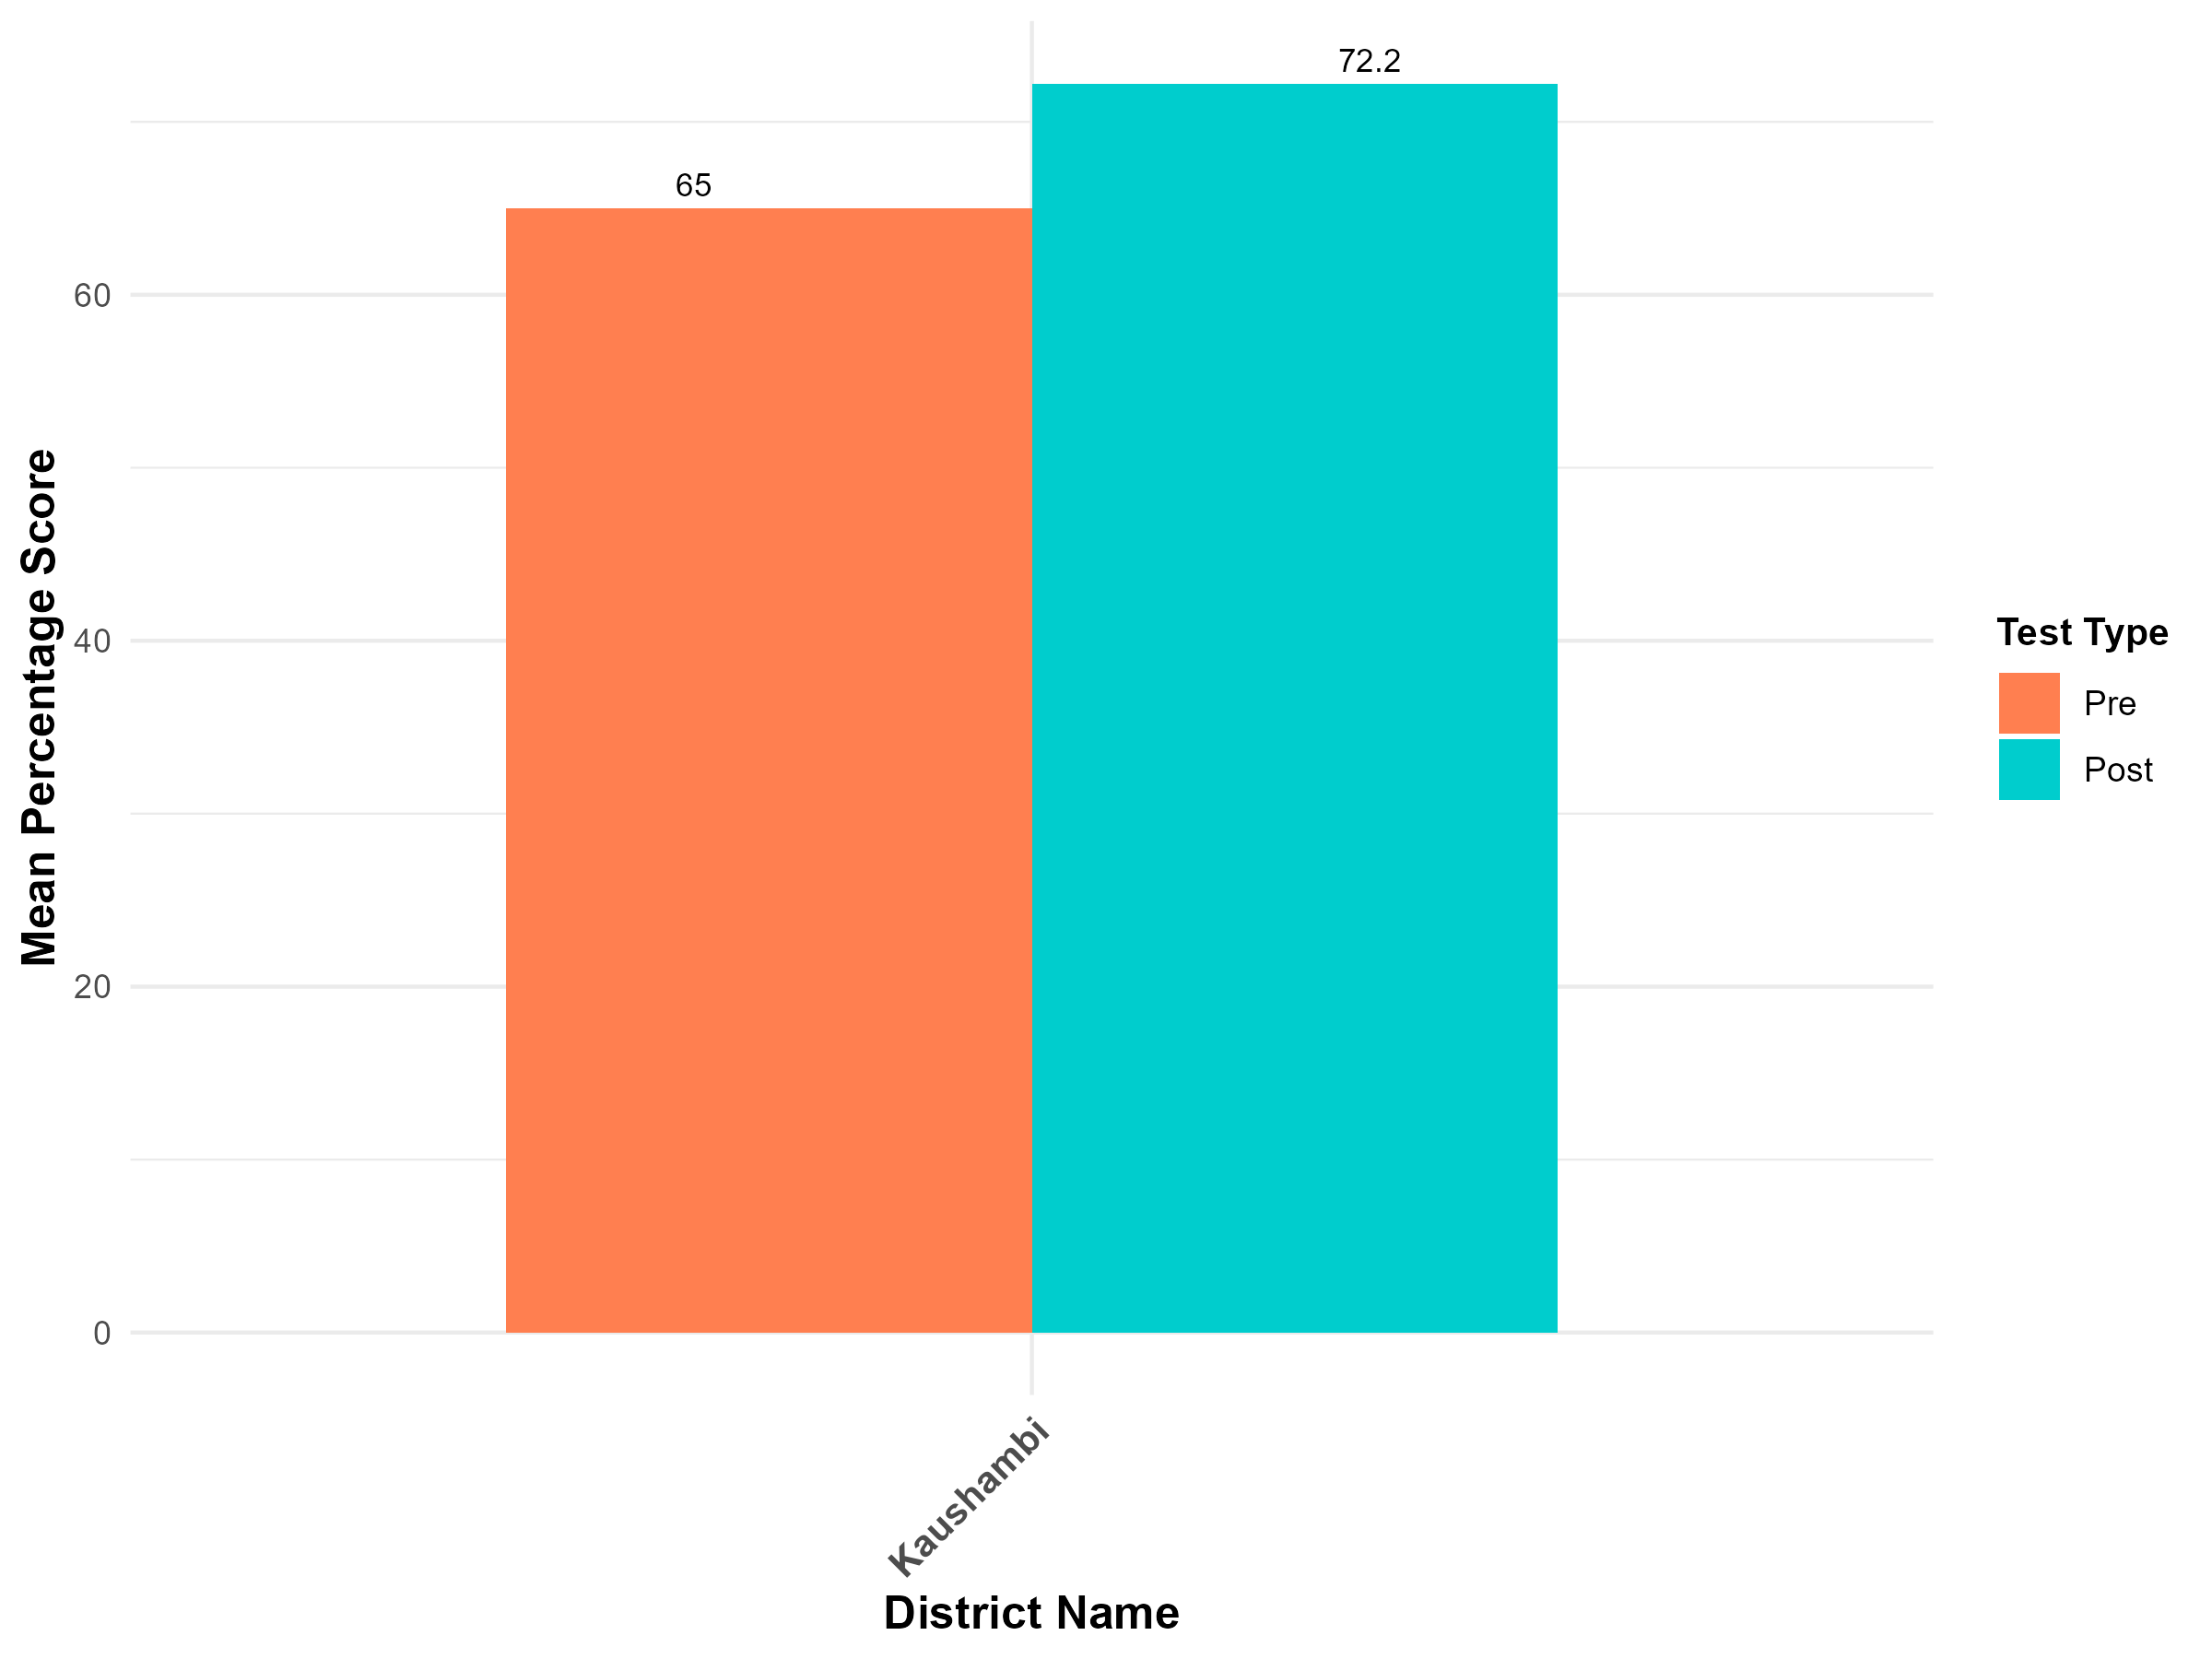 72.2
65
60
40
20
0
Mean Percentage Score
Kaushambi
District Name
Test Type
Pre
Post